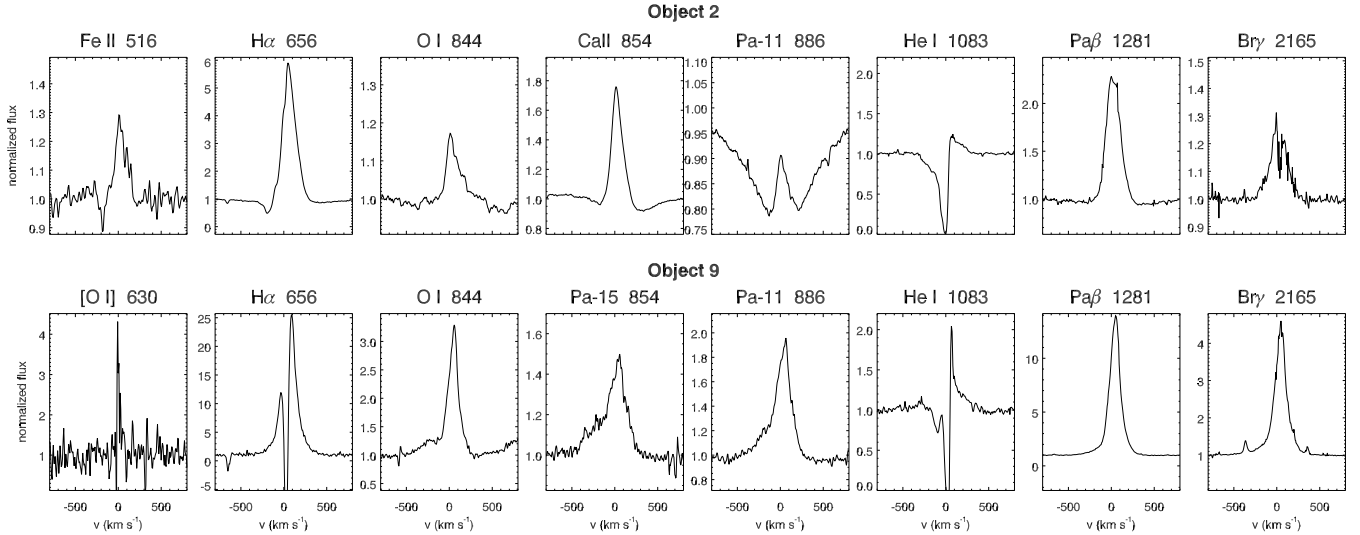 Object 2
Fe II 516 Hα 656 O I 844 CaII 854 Pa-11 886 He I 1083 Paβ 1281 Brγ 2165
normalized flux
1.4 1.3 1.2 1.1 1.0 0.9
6 5 4 3 2 1 0
1.3 1.2 1.1 1.0
1.8 1.6 1.4 1.2 1.0 0.8
1.10 1.05 1.00 0.95 0.90 0.85 0.80 0.75
2.0 1.5 1.0 0.5 0.0
2.0 1.5 1.0
1.5 1.4 1.3 1.2 1.1 1.0 0.9
Object 9
[O I] 630 Hα 656 O I 844 Pa-15 854 Pa-11 886 He I 1083 Paβ 1281 Brγ 2165
normalized flux
4 3 2 1
25 20 15 10 5 0
3.0 2.5 2.0 1.5 1.0 0.5
1.6 1.4 1.2 1.0
2.0 1.8 1.6 1.4 1.2 1.0 0.8
2.0 1.5 1.0 0.5 0.0
10 5 0
4 3 2 1
-500 0 500 -500 0 500 -500 0 500 -500 0 500 -500 0 500 -500 0 500 -500 0 500 -500 0 500
v (km s⁻¹) v (km s⁻¹) v (km s⁻¹) v (km s⁻¹) v (km s⁻¹) v (km s⁻¹) v (km s⁻¹) v (km s⁻¹)